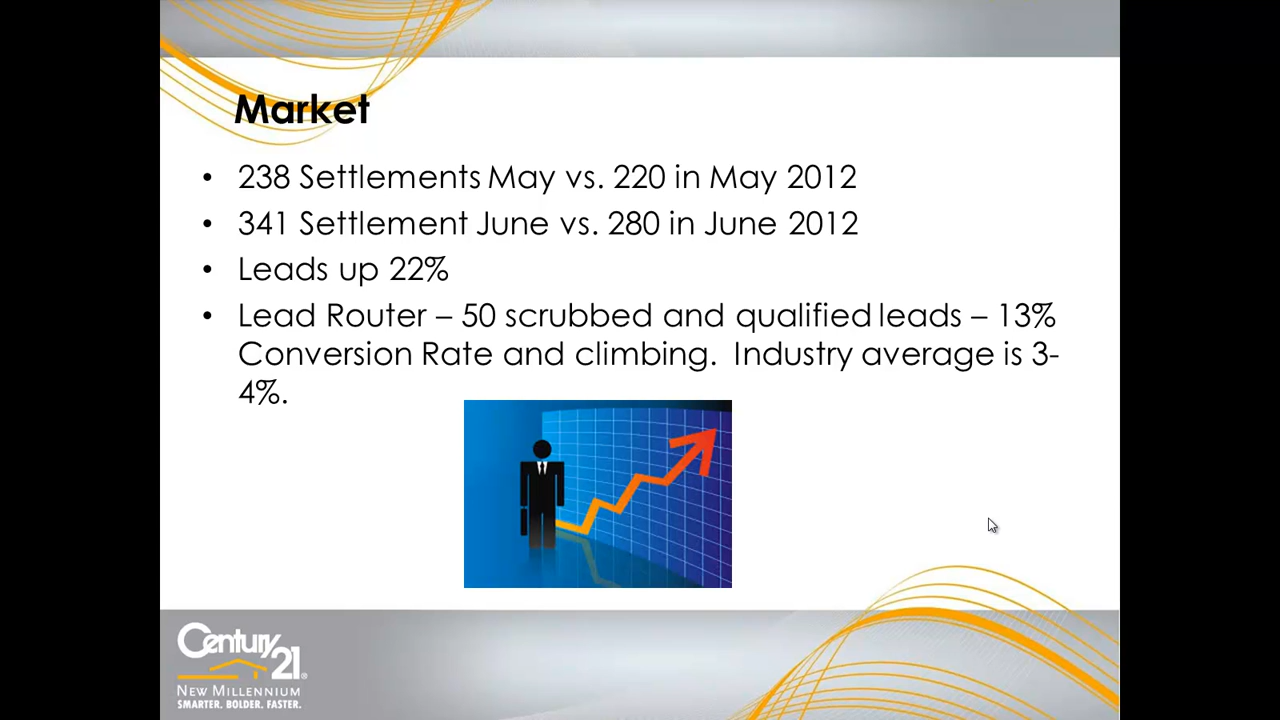 Market
• 238 Settlements May vs. 220 in May 2012
• 341 Settlement June vs. 280 in June 2012
• Leads up 22%
• Lead Router – 50 scrubbed and qualified leads – 13%
Conversion Rate and climbing. Industry average is 3-
4%.
Century
21®
NEW MILLENNIUM
SMARTER. BOLDER. FASTER.